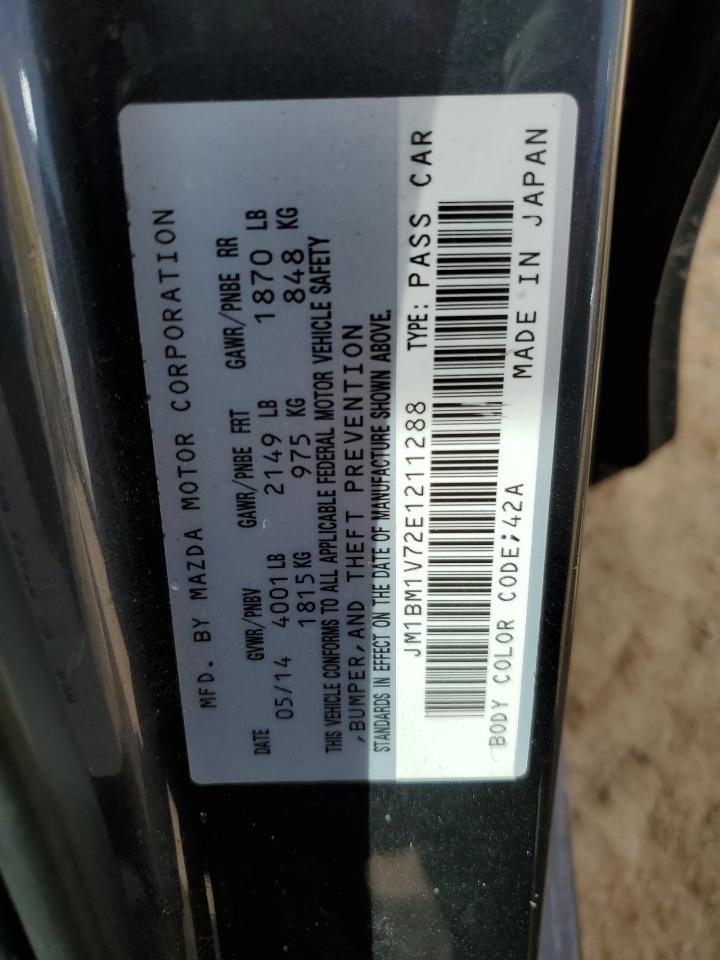 MFD. BY MAZDA MOTOR CORPORATION
DATE GVWR/PNBV GAWR/PNBE FRT GAWR/PNBE RR
05/14 4001 LB 2149 LB 1870 LB
1815 KG 975 KG 848 KG
THIS VEHICLE CONFORMS TO ALL APPLICABLE FEDERAL MOTOR VEHICLE SAFETY
,BUMPER,AND THEFT PREVENTION
STANDARDS IN EFFECT ON THE DATE OF MANUFACTURE SHOWN ABOVE.
JM1BM1V72E1211288 TYPE: PASS CAR
BODY COLOR CODE;42A MADE IN JAPAN